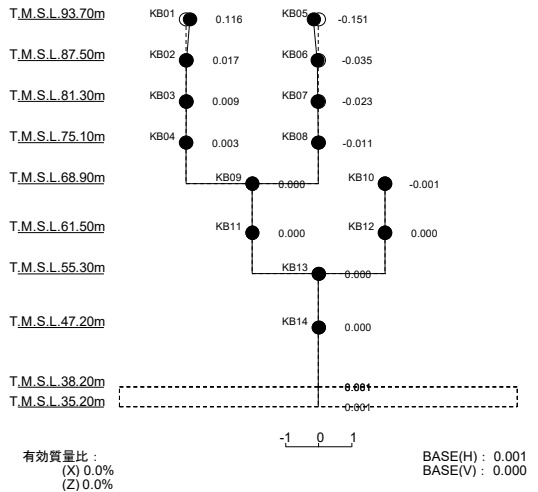 T.M.S.L.93.70m KB01 0.116 KB05 -0.151
T.M.S.L.87.50m KB02 0.017 KB06 -0.035
T.M.S.L.81.30m KB03 0.009 KB07 -0.023
T.M.S.L.75.10m KB04 0.003 KB08 -0.011
T.M.S.L.68.90m KB09 0.000 KB10 -0.001
T.M.S.L.61.50m KB11 0.000 KB12 0.000
T.M.S.L.55.30m KB13 0.000
T.M.S.L.47.20m KB14 0.000
T.M.S.L.38.20m
T.M.S.L.35.20m 0.001
-1 0 1
有効質量比：
(X) 0.0%
(Z) 0.0%
BASE(H)： 0.001
BASE(V)： 0.000